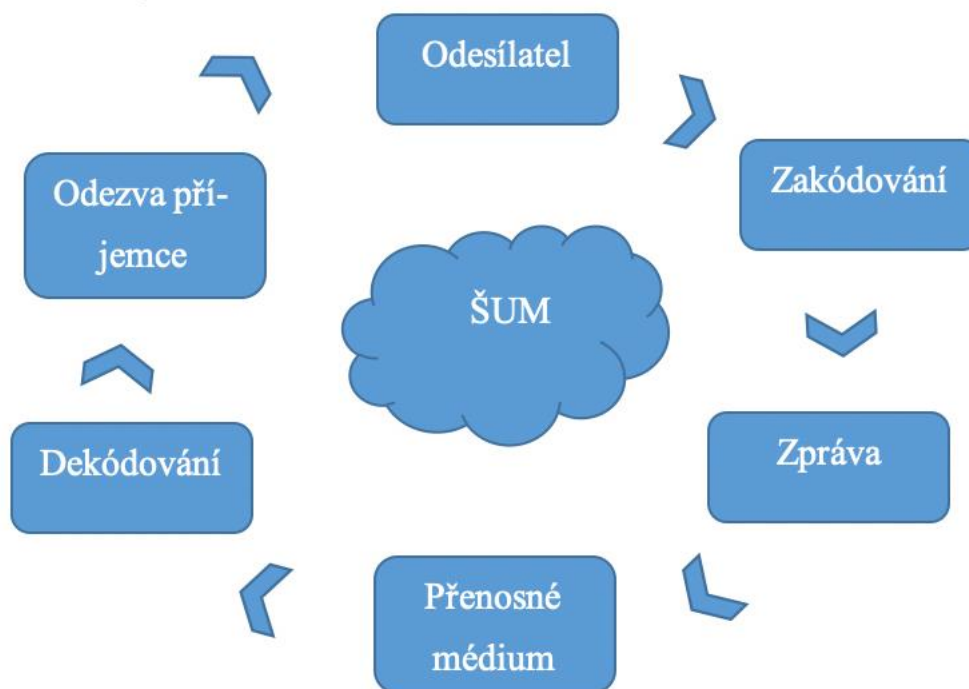 Odesílatel
Zakódování
Zpráva
Přenosné
médium
Dekódování
Odezva pří-
jemce
ŠUM